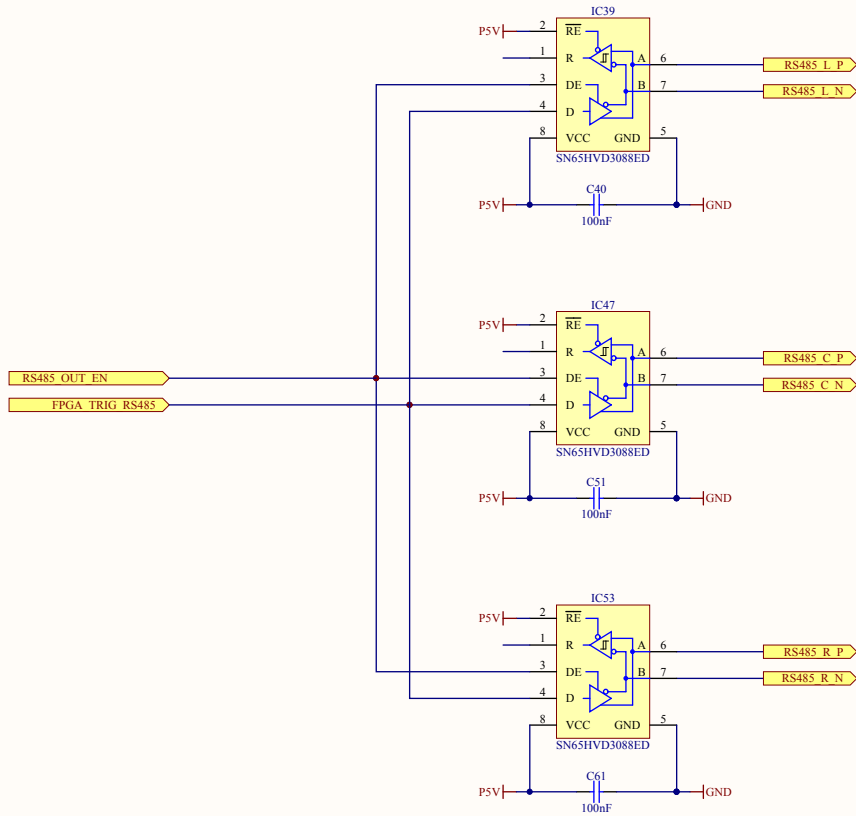 IC39
P5V 2 RE
1 R A 6 RS485_L_P
3 DE B 7 RS485_L_N
4 D
8 VCC GND 5
SN65HVD3088ED
P5V C40 GND
100nF
IC47
P5V 2 RE
1 R A 6 RS485_C_P
RS485_OUT_EN 3 DE B 7 RS485_C_N
FPGA_TRIG_RS485 4 D
8 VCC GND 5
SN65HVD3088ED
P5V C51 GND
100nF
IC53
P5V 2 RE
1 R A 6 RS485_R_P
3 DE B 7 RS485_R_N
4 D
8 VCC GND 5
SN65HVD3088ED
P5V C61 GND
100nF